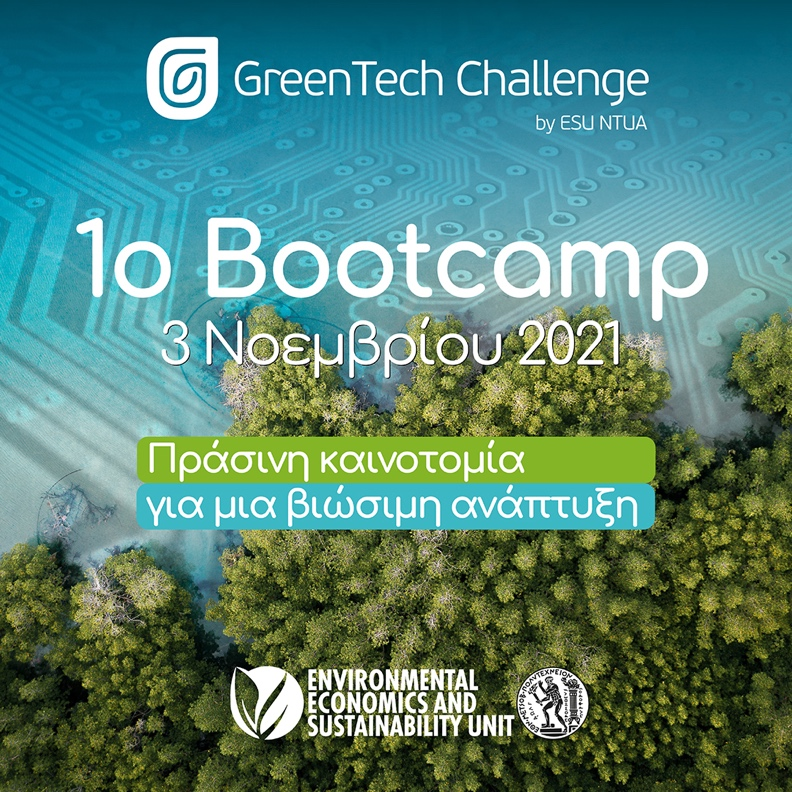 GreenTech Challenge
by ESU NTUA
1ο Bootcamp
3 Νοεμβρίου 2021
Πράσινη καινοτομία
για μια βιώσιμη ανάπτυξη
ENVIRONMENTAL
ECONOMICS AND
SUSTAINABILITY UNIT